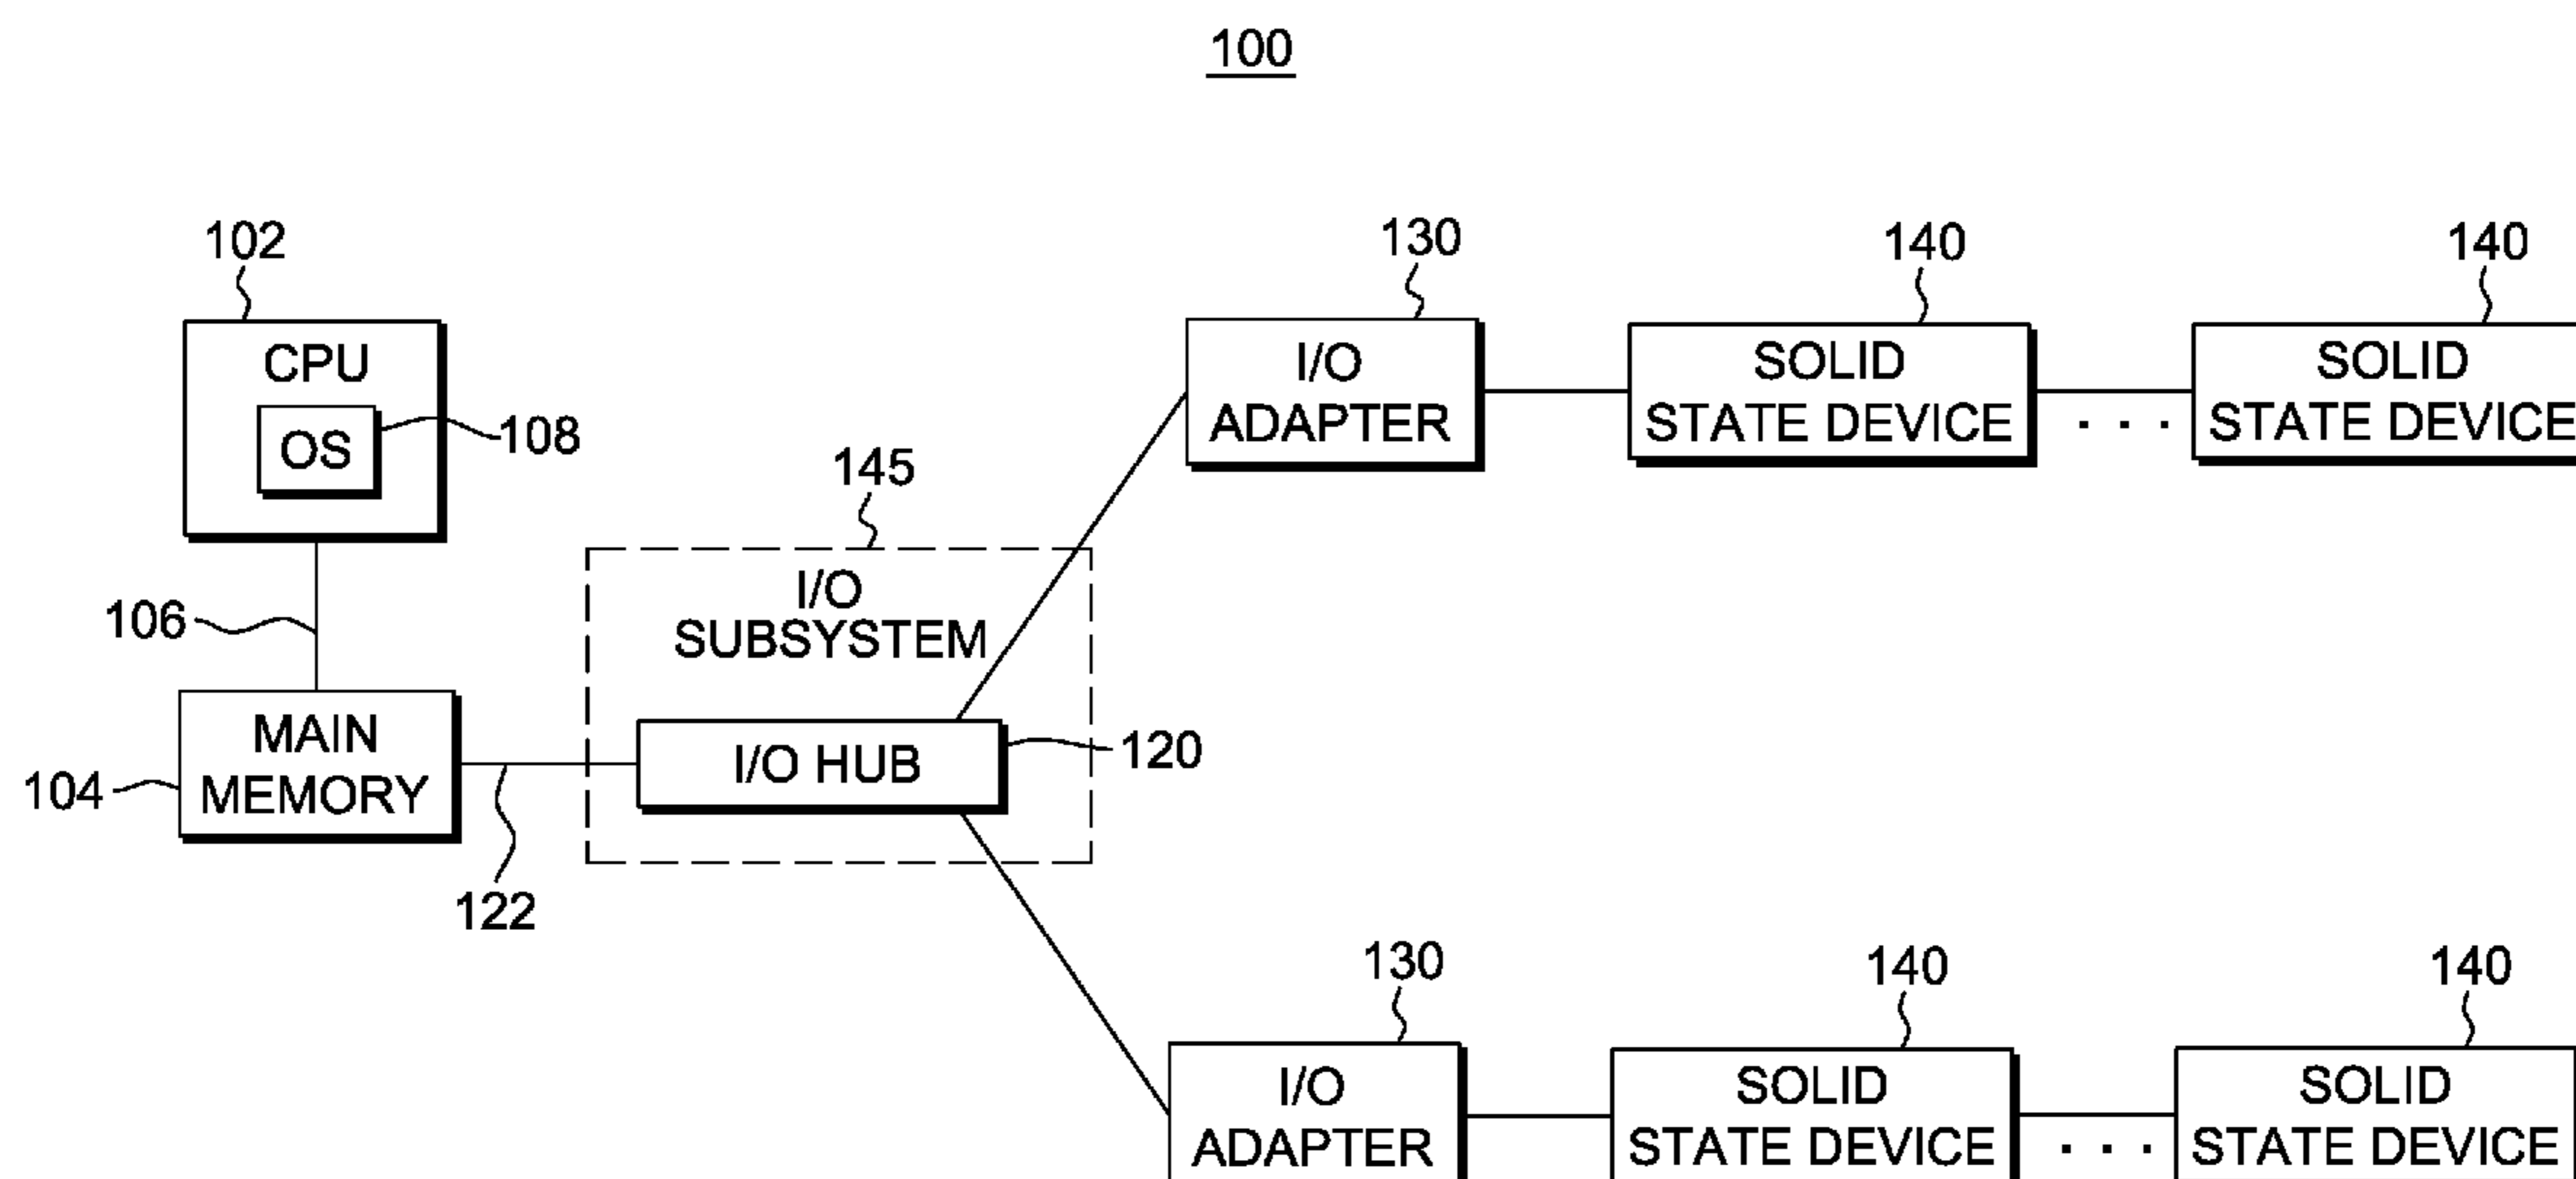 100
102
130
140
140
CPU
OS
108
I/O
ADAPTER
SOLID
STATE DEVICE
. . .
SOLID
STATE DEVICE
145
I/O
SUBSYSTEM
106
MAIN
MEMORY
104
I/O HUB
120
122
130
140
140
I/O
ADAPTER
SOLID
STATE DEVICE
. . .
SOLID
STATE DEVICE